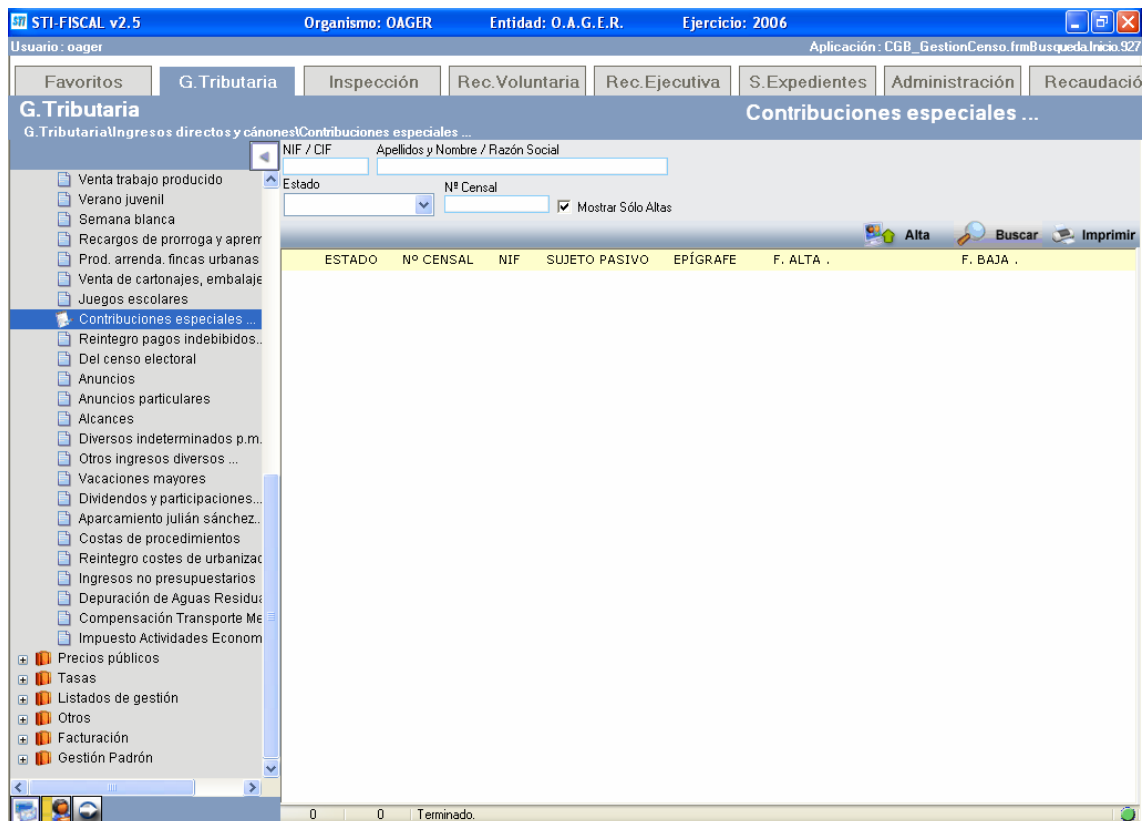 STI-FISCAL v2.5 Organismo: OAGER Entidad: O.A.G.E.R. Ejercicio: 2006
Usuario : oager Aplicación : CGB_GestionCenso.frmBusqueda.Inicio.927
Favoritos G.Tributaria Inspección Rec.Voluntaria Rec.Ejecutiva S.Expedientes Administración Recaudació
G.Tributaria Contribuciones especiales ...
G.Tributaria\Ingresos directos y cánones\Contribuciones especiales ...
NIF / CIF Apellidos y Nombre / Razón Social
Estado Nº Censal
Mostrar Sólo Altas
Alta Buscar Imprimir
ESTADO Nº CENSAL NIF SUJETO PASIVO EPÍGRAFE F. ALTA . F. BAJA .
Venta trabajo producido
Verano juvenil
Semana blanca
Recargos de prorroga y aprem
Prod. arrenda. fincas urbanas
Venta de cartonajes, embalaje
Juegos escolares
Contribuciones especiales ...
Reintegro pagos indebibidos..
Del censo electoral
Anuncios
Anuncios particulares
Alcances
Diversos indeterminados p.m.
Otros ingresos diversos ...
Vacaciones mayores
Dividendos y participaciones...
Aparcamiento julián sánchez..
Costas de procedimientos
Reintegro costes de urbanizac
Ingresos no presupuestarios
Depuración de Aguas Residua
Compensación Transporte Me
Impuesto Actividades Econom
Precios públicos
Tasas
Listados de gestión
Otros
Facturación
Gestión Padrón
0 0 Terminado.